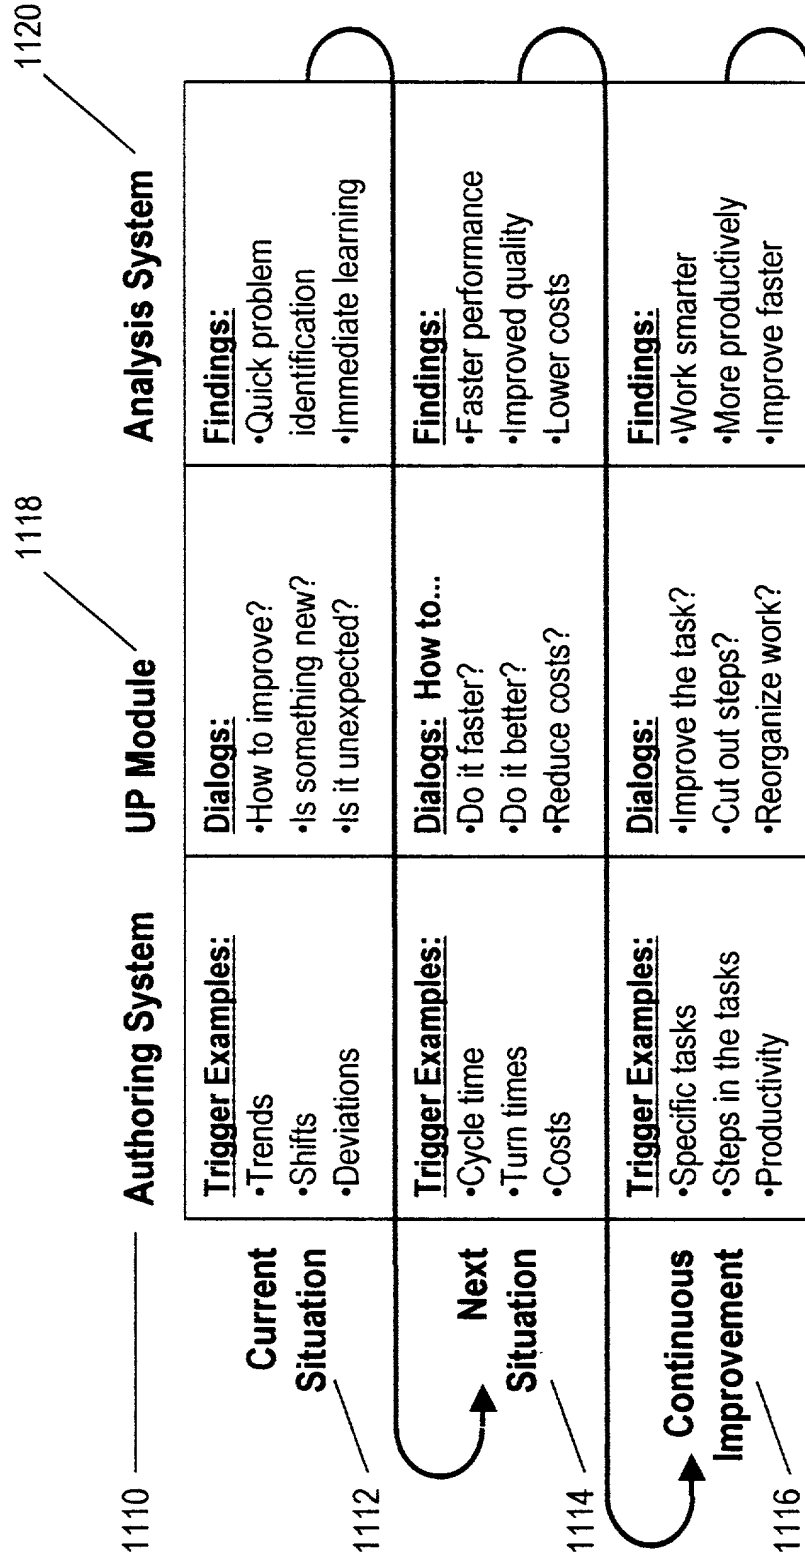 1110
Authoring System
UP Module
1118
Analysis System
1120
Current
Situation
1112
Trigger Examples:
•Trends
•Shifts
•Deviations
Dialogs:
•How to improve?
•Is something new?
•Is it unexpected?
Findings:
•Quick problem
identification
•Immediate learning
Next
Situation
1114
Trigger Examples:
•Cycle time
•Turn times
•Costs
Dialogs: How to...
•Do it faster?
•Do it better?
•Reduce costs?
Findings:
•Faster performance
•Improved quality
•Lower costs
Continuous
Improvement
1116
Trigger Examples:
•Specific tasks
•Steps in the tasks
•Productivity
Dialogs:
•Improve the task?
•Cut out steps?
•Reorganize work?
Findings:
•Work smarter
•More productively
•Improve faster